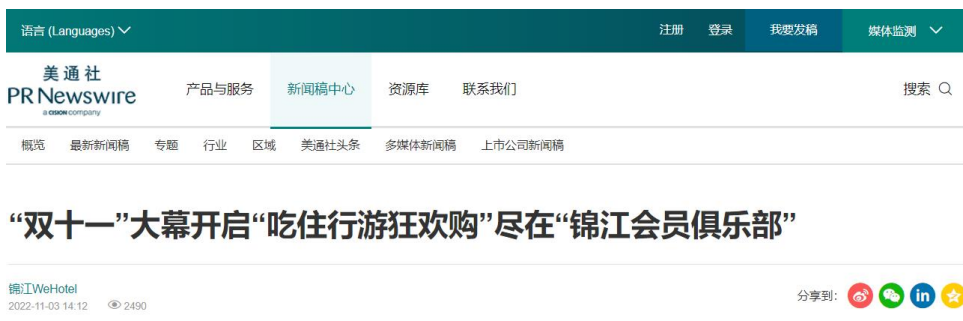 语言 (Languages)
注册 登录 我要发稿 媒体监测
美通社
PR Newswire
a CISION company
产品与服务 新闻稿中心 资源库 联系我们 搜索
概览 最新新闻稿 专题 行业 区域 美通社头条 多媒体新闻稿 上市公司新闻稿
“双十一”大幕开启“吃住行游狂欢购”尽在“锦江会员俱乐部”
锦江WeHotel
2022-11-03 14:12 2490
分享到: in